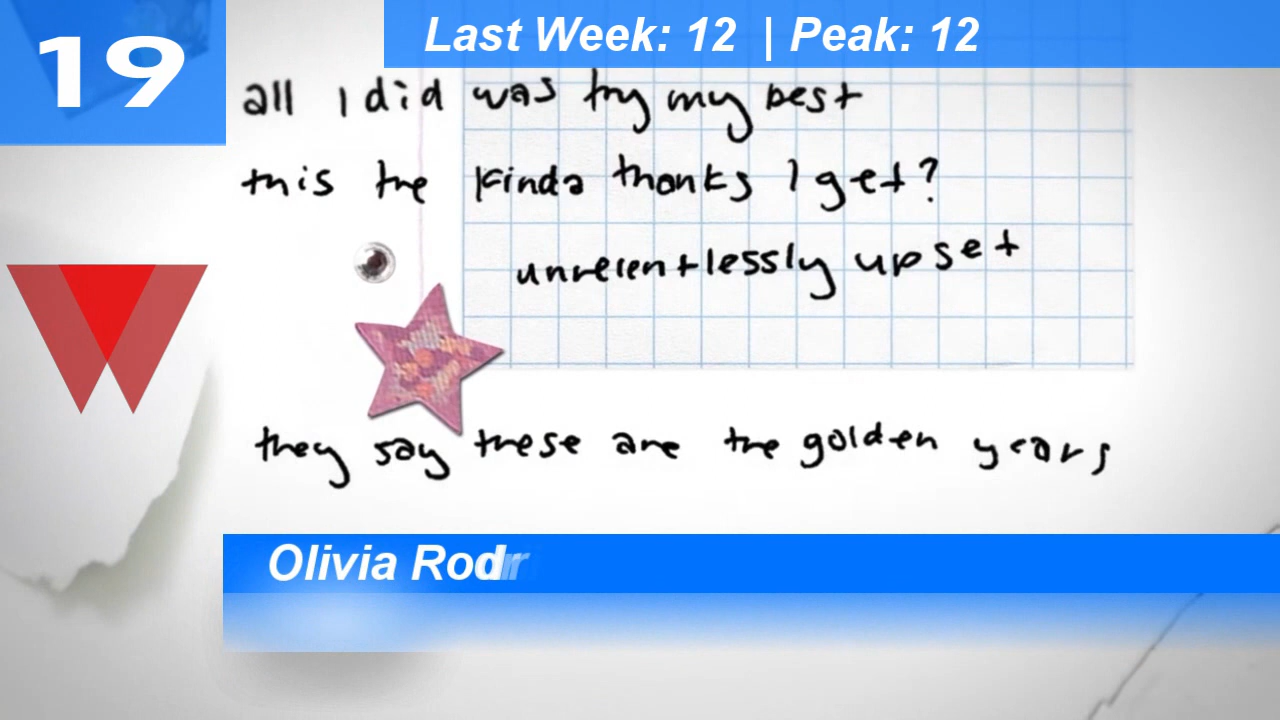 19
Last Week: 12 | Peak: 12
all I did was try my best
this the kinda thanks I get?
unrelentlessly upset
they say these are the golden years
Olivia Rodr